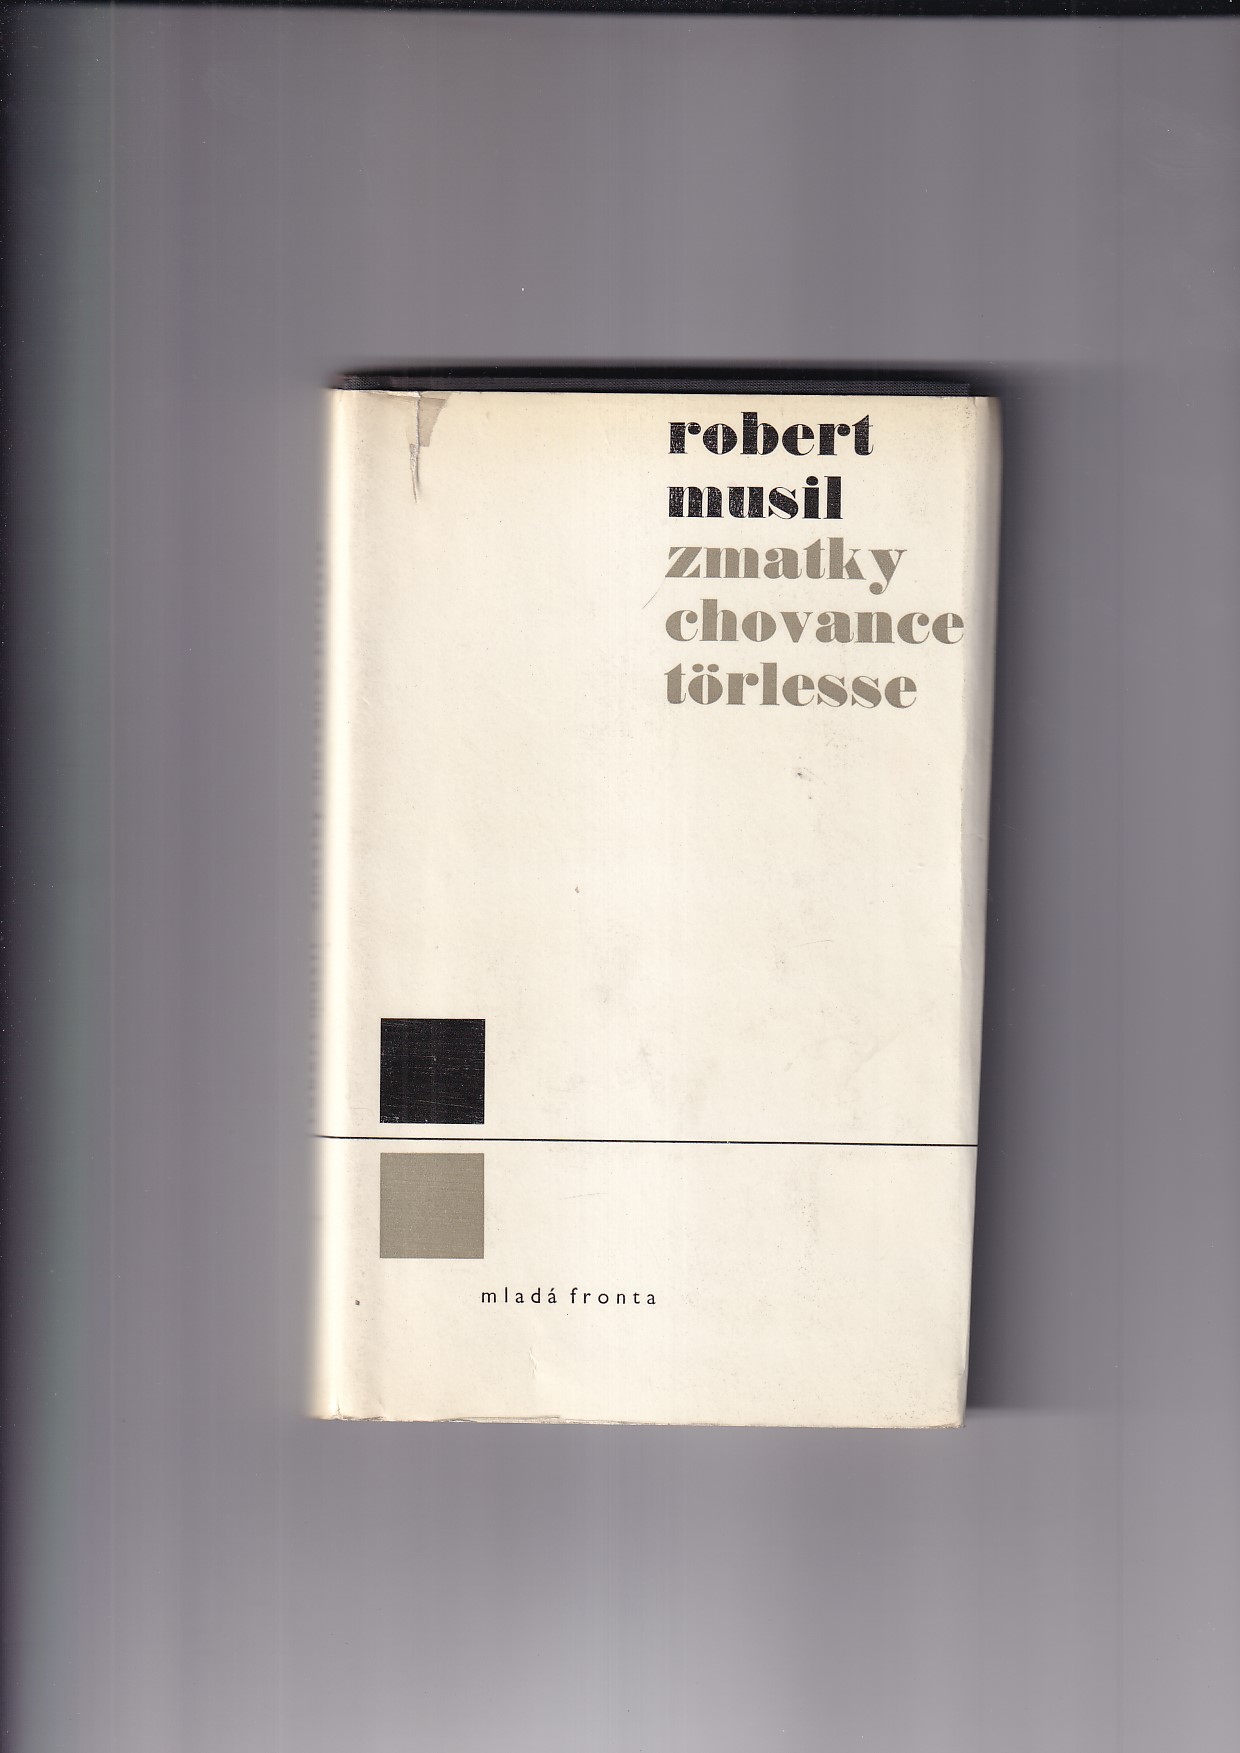 robert
musil
zmatky
chovance
törlesse
mladá fronta